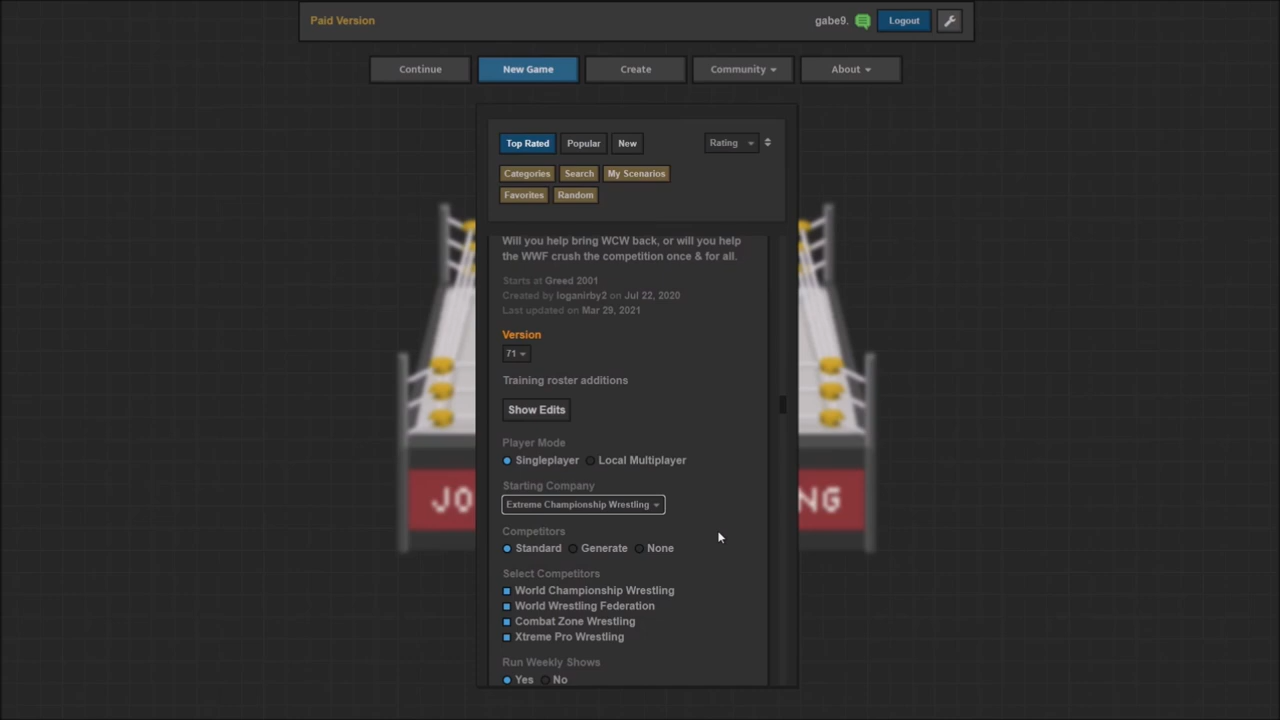 Paid Version
gabe9.
Logout
Continue
New Game
Create
Community
About
Top Rated
Popular
New
Rating
Categories
Search
My Scenarios
Favorites
Random
Will you help bring WCW back, or will you help
the WWF crush the competition once & for all.
Starts at Greed 2001
Created by loganirby2 on Jul 22, 2020
Last updated on Mar 29, 2021
Version
71
Training roster additions
Show Edits
Player Mode
Singleplayer
Local Multiplayer
Starting Company
Extreme Championship Wrestling
JO
NG
Competitors
Standard
Generate
None
Select Competitors
World Championship Wrestling
World Wrestling Federation
Combat Zone Wrestling
Xtreme Pro Wrestling
Run Weekly Shows
Yes
No